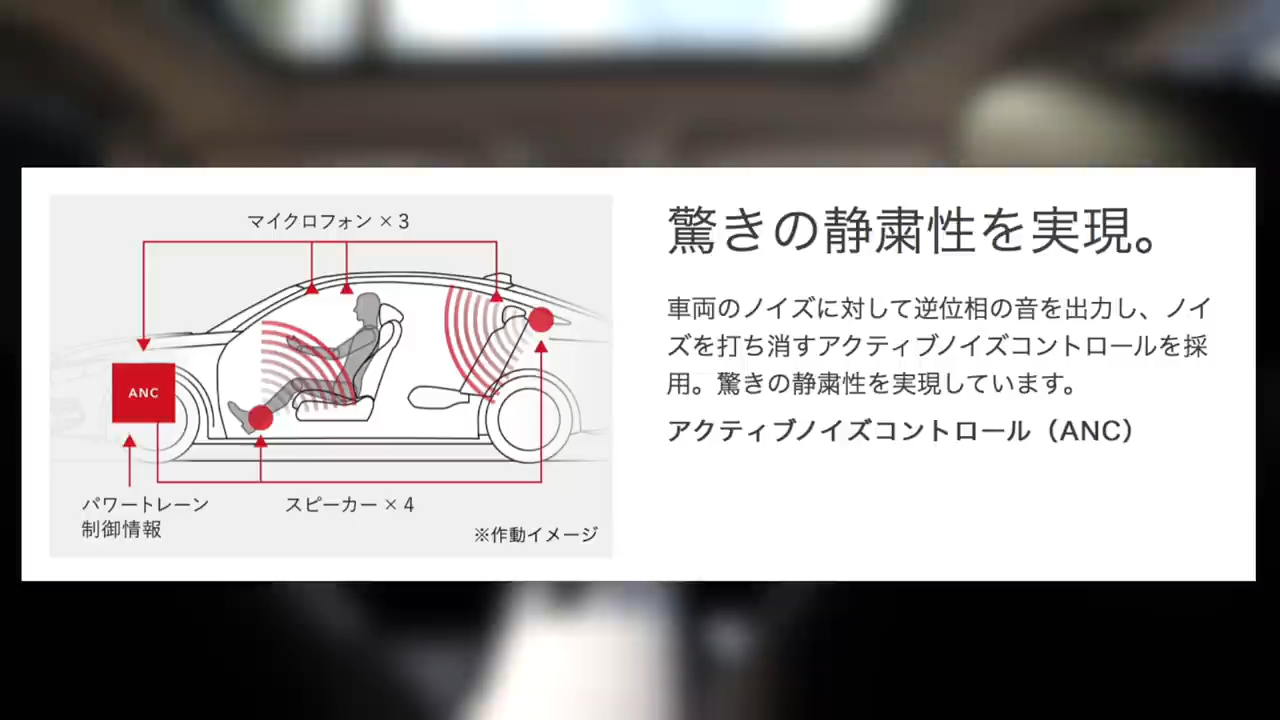 マイクロフォン × 3
ANC
パワートレーン
制御情報
スピーカー × 4
※作動イメージ
驚きの静粛性を実現。
車両のノイズに対して逆位相の音を出力し、ノイ
ズを打ち消すアクティブノイズコントロールを採
用。驚きの静粛性を実現しています。
アクティブノイズコントロール（ANC）